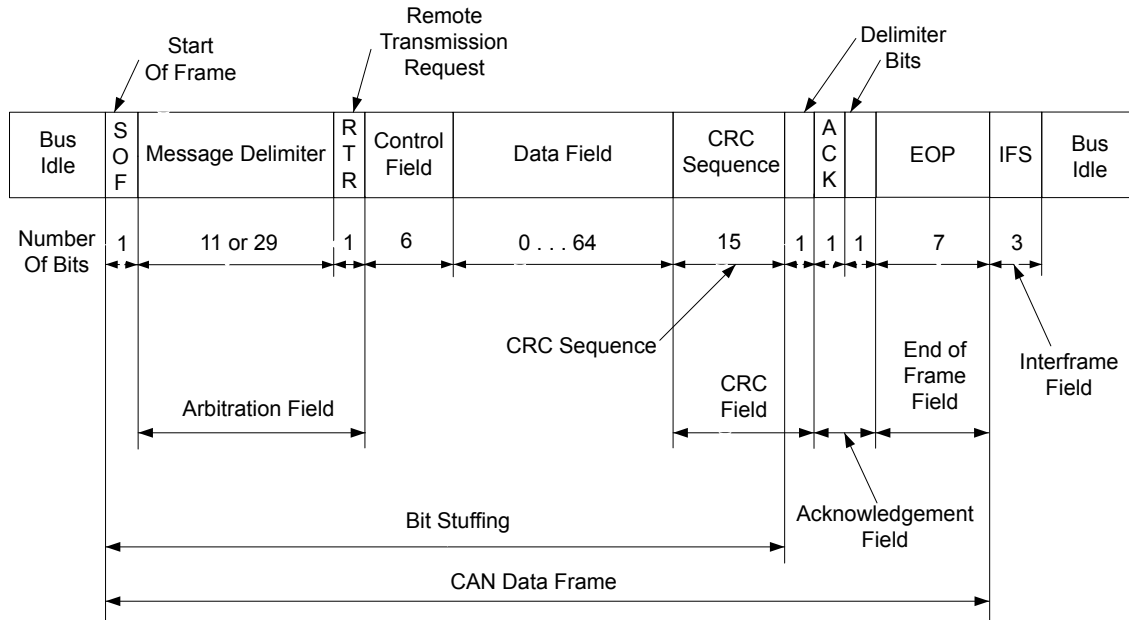 Start
Of Frame
Remote
Transmission
Request
Delimiter
Bits
Bus
Idle
S
O
F
Message Delimiter
R
T
R
Control
Field
Data Field
CRC
Sequence
A
C
K
EOP
IFS
Bus
Idle
Number
Of Bits
1
11 or 29
1
6
0 . . . 64
15
1
1
1
7
3
CRC Sequence
End of
Frame
Field
Interframe
Field
Arbitration Field
CRC
Field
Bit Stuffing
Acknowledgement
Field
CAN Data Frame